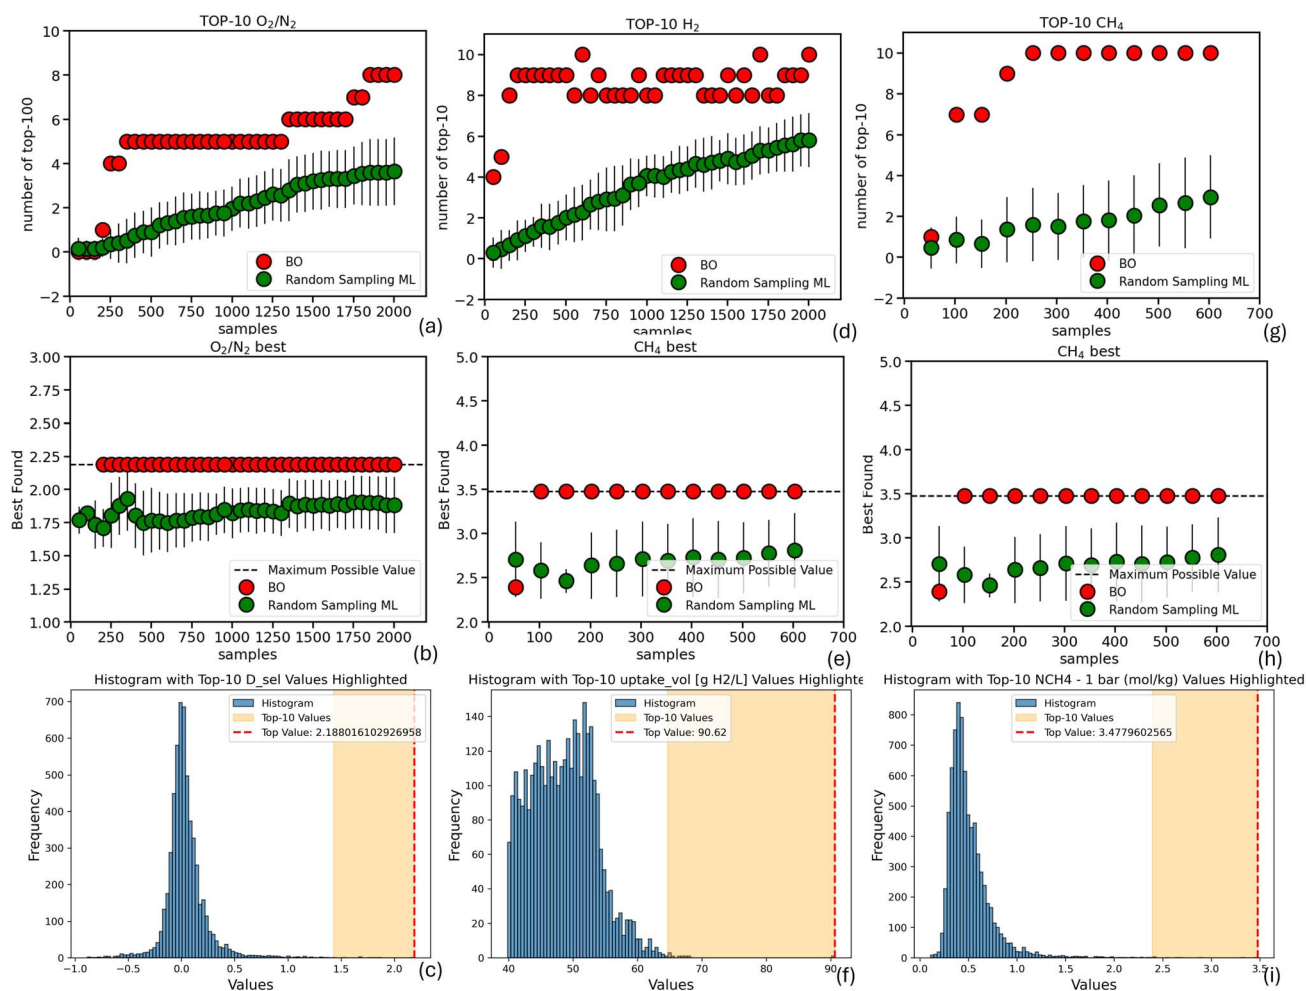 TOP-10 O₂/N₂
number of top-100
10
8
6
4
2
0
−2
0 250 500 750 1000 1250 1500 1750 2000
samples
BO
Random Sampling ML
(a)
TOP-10 H₂
number of top-10
10
8
6
4
2
0
−2
0 250 500 750 1000 1250 1500 1750 2000
samples
BO
Random Sampling ML
(d)
TOP-10 CH₄
number of top-10
10
8
6
4
2
0
−2
0 100 200 300 400 500 600 700
samples
BO
Random Sampling ML
(g)
O₂/N₂ best
Best Found
3.00
2.75
2.50
2.25
2.00
1.75
1.50
1.25
1.00
0 250 500 750 1000 1250 1500 1750 2000
samples
Maximum Possible Value
BO
Random Sampling ML
(b)
CH₄ best
Best Found
5.0
4.5
4.0
3.5
3.0
2.5
2.0
0 100 200 300 400 500 600 700
samples
Maximum Possible Value
BO
Random Sampling ML
(e)
CH₄ best
Best Found
5.0
4.5
4.0
3.5
3.0
2.5
2.0
0 100 200 300 400 500 600 700
samples
Maximum Possible Value
BO
Random Sampling ML
(h)
Histogram with Top-10 D_sel Values Highlighted
Frequency
700
600
500
400
300
200
100
0
−1.0 −0.5 0.0 0.5 1.0 1.5 2.0
Values
Histogram
Top-10 Values
Top Value: 2.188016102926958
(c)
Histogram with Top-10 uptake_vol [g H2/L] Values Highlighte
Frequency
140
120
100
80
60
40
20
0
40 50 60 70 80 90
Values
Histogram
Top-10 Values
Top Value: 90.62
(f)
Histogram with Top-10 NCH4 - 1 bar (mol/kg) Values Highlighted
Frequency
800
700
600
500
400
300
200
100
0
0.0 0.5 1.0 1.5 2.0 2.5 3.0 3.5
Values
Histogram
Top-10 Values
Top Value: 3.4779602565
(i)